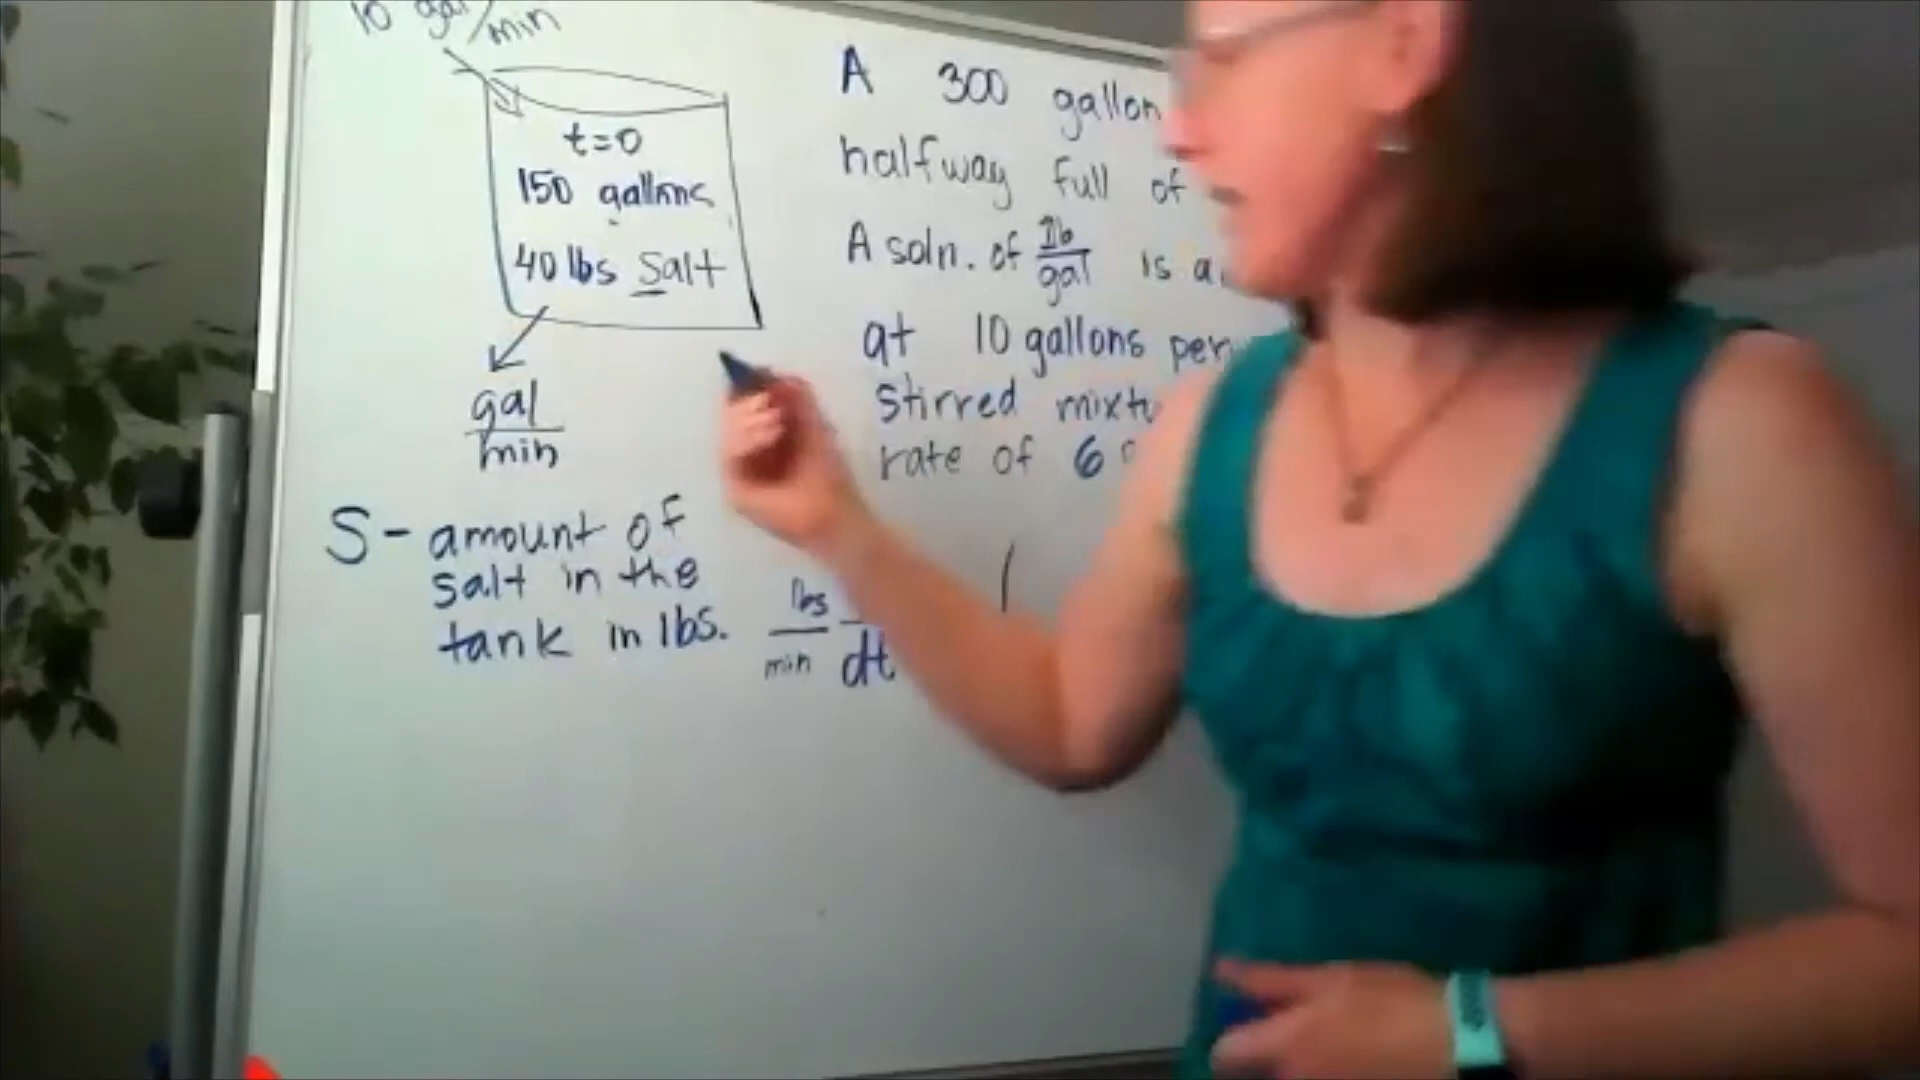 10 gal/min
t=0
150 gallons
40 lbs Salt
gal
min
S - amount of
salt in the
tank in lbs.
lbs
min
dt
A 300 gallon
halfway full of
A soln. of lb/gal is a
at 10 gallons per
stirred mixtu
rate of 6